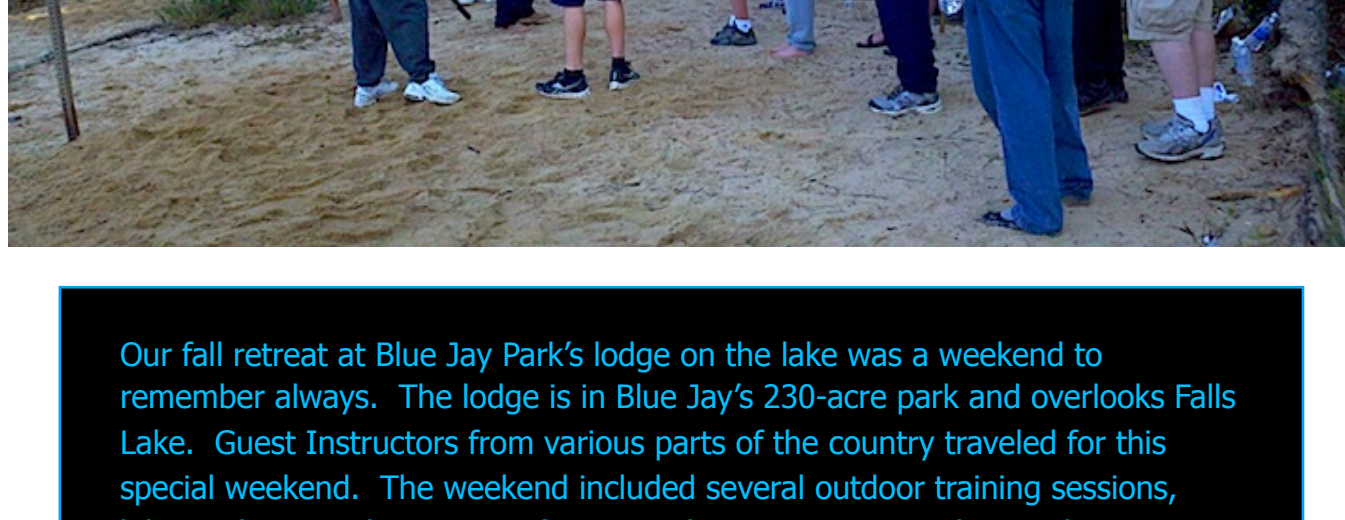 Our fall retreat at Blue Jay Park’s lodge on the lake was a weekend to
remember always.  The lodge is in Blue Jay’s 230-acre park and overlooks Falls
Lake.  Guest Instructors from various parts of the country traveled for this
special weekend.  The weekend included several outdoor training sessions,